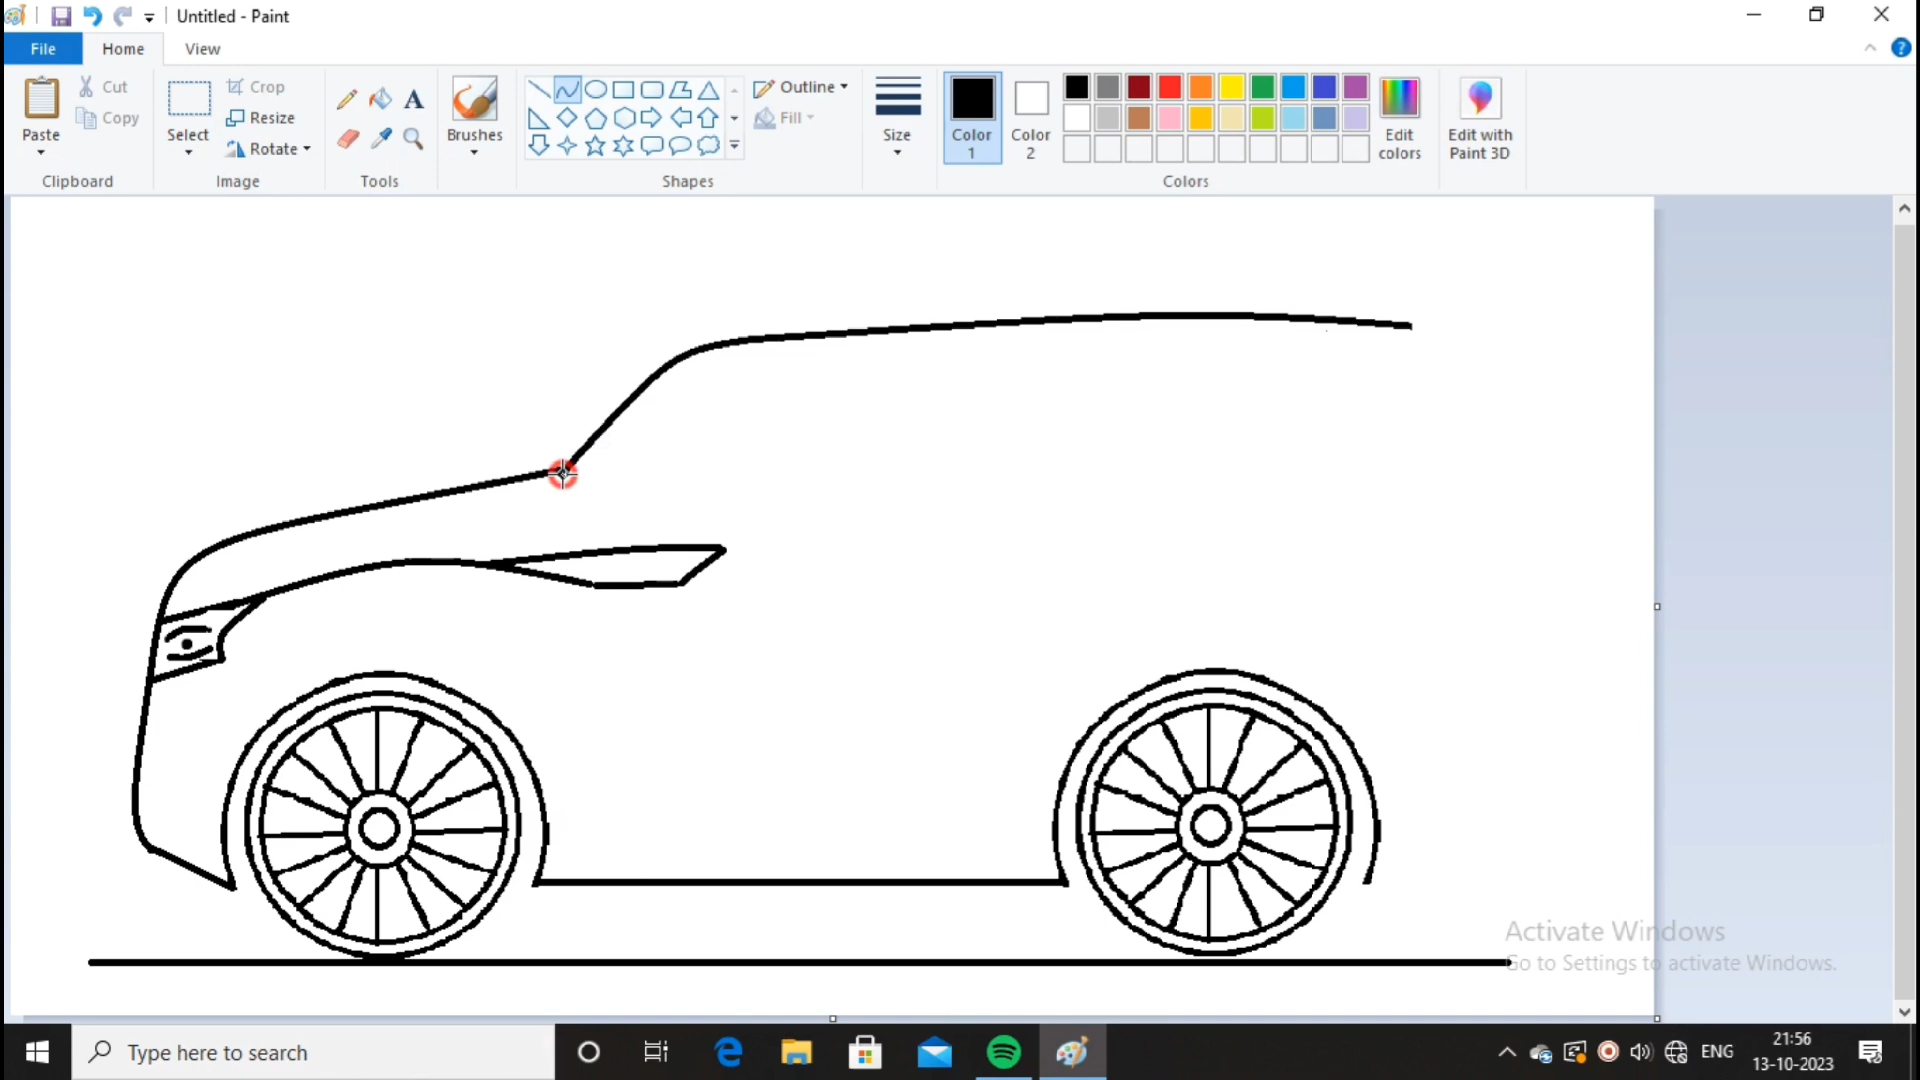 Untitled - Paint
File Home View
Paste
Cut
Copy
Clipboard
Select
Crop
Resize
Rotate
Image
Tools
Brushes
Shapes
Outline
Fill
Size
Color
1
Color
2
Colors
Edit
colors
Edit with
Paint 3D
Activate Windows
Go to Settings to activate Windows.
Type here to search
ENG
21:56
13-10-2023